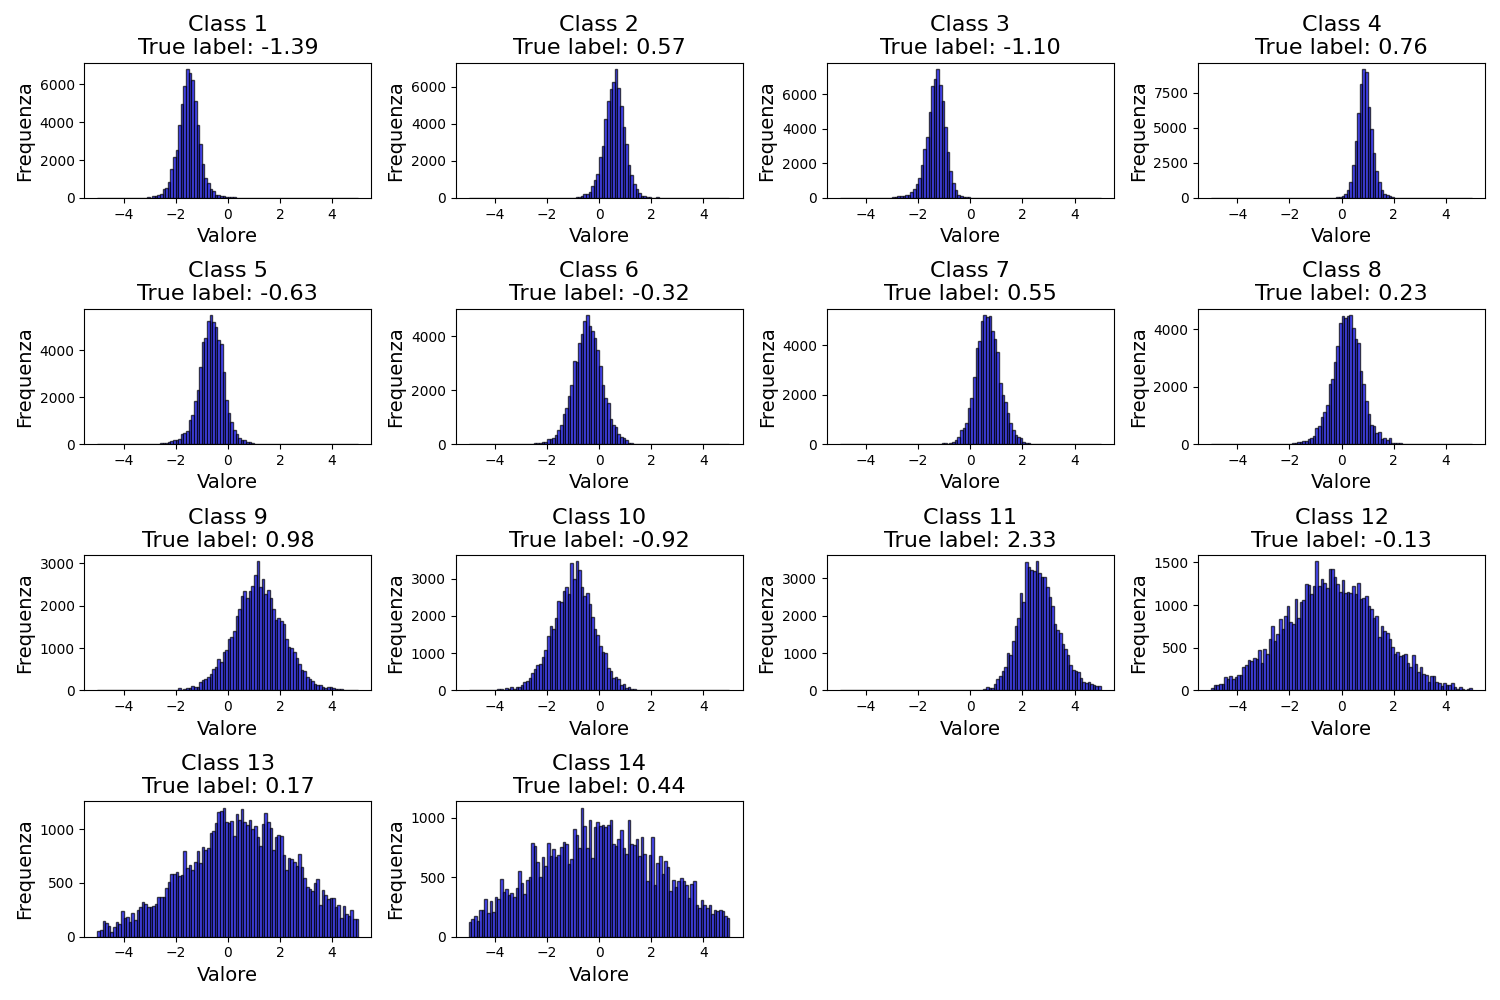 Class 1
True label: -1.39
Class 2
True label: 0.57
Class 3
True label: -1.10
Class 4
True label: 0.76
Frequenza
6000
4000
2000
0
−4 −2 0 2 4
Valore
Frequenza
6000
4000
2000
0
−4 −2 0 2 4
Valore
Frequenza
6000
4000
2000
0
−4 −2 0 2 4
Valore
Frequenza
7500
5000
2500
0
−4 −2 0 2 4
Valore
Class 5
True label: -0.63
Class 6
True label: -0.32
Class 7
True label: 0.55
Class 8
True label: 0.23
Frequenza
4000
2000
0
−4 −2 0 2 4
Valore
Frequenza
4000
2000
0
−4 −2 0 2 4
Valore
Frequenza
4000
2000
0
−4 −2 0 2 4
Valore
Frequenza
4000
2000
0
−4 −2 0 2 4
Valore
Class 9
True label: 0.98
Class 10
True label: -0.92
Class 11
True label: 2.33
Class 12
True label: -0.13
Frequenza
3000
2000
1000
0
−4 −2 0 2 4
Valore
Frequenza
3000
2000
1000
0
−4 −2 0 2 4
Valore
Frequenza
3000
2000
1000
0
−4 −2 0 2 4
Valore
Frequenza
1500
1000
500
0
−4 −2 0 2 4
Valore
Class 13
True label: 0.17
Class 14
True label: 0.44
Frequenza
1000
500
0
−4 −2 0 2 4
Valore
Frequenza
1000
500
0
−4 −2 0 2 4
Valore